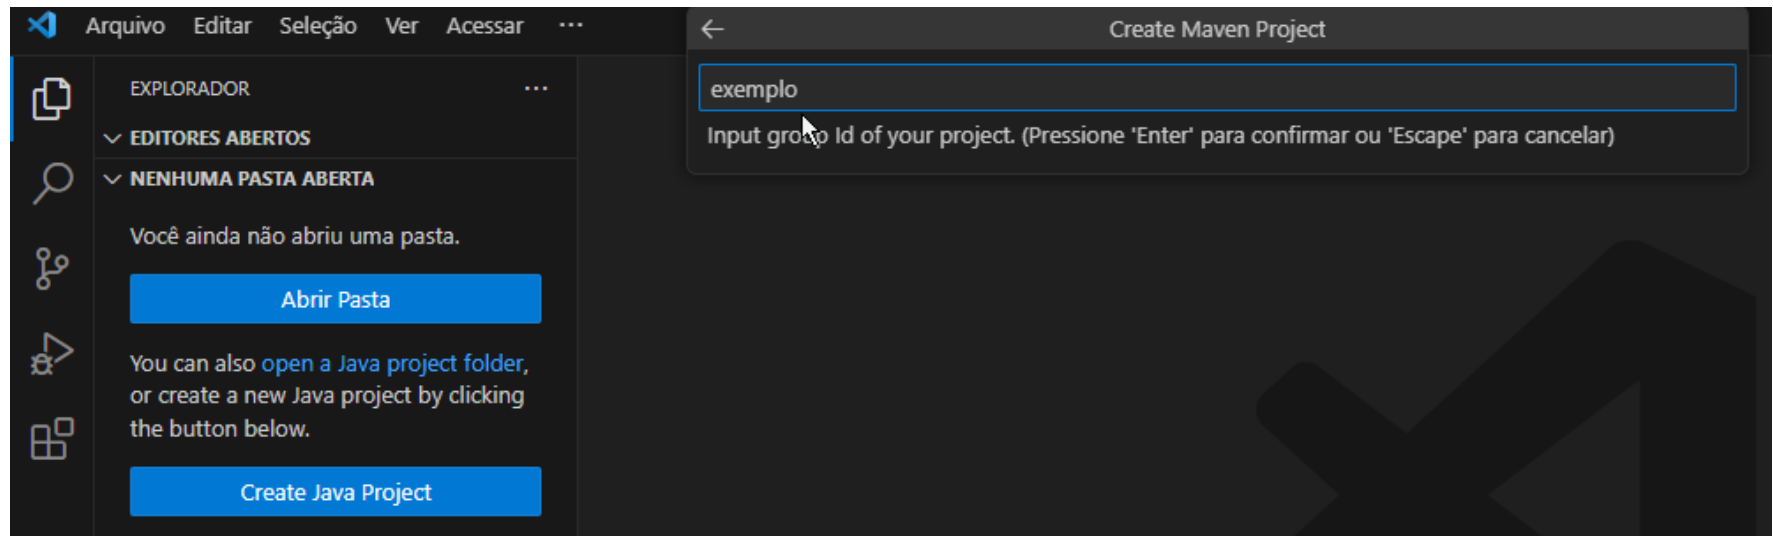 Arquivo Editar Seleção Ver Acessar ···
Create Maven Project
exemplo
Input group Id of your project. (Pressione 'Enter' para confirmar ou 'Escape' para cancelar)
EXPLORADOR ···
EDITORES ABERTOS
NENHUMA PASTA ABERTA
Você ainda não abriu uma pasta.
Abrir Pasta
You can also open a Java project folder,
or create a new Java project by clicking
the button below.
Create Java Project